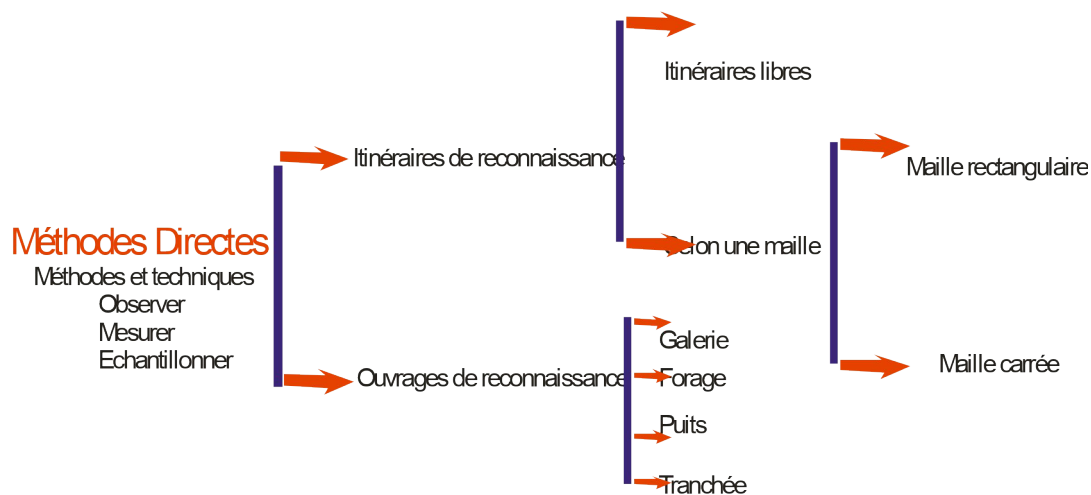 Méthodes Directes
Méthodes et techniques
Observer
Mesurer
Echantillonner
Itinéraires de reconnaissance
Itinéraires libres
Selon une maille
Maille rectangulaire
Maille carrée
Ouvrages de reconnaissance
Galerie
Forage
Puits
Tranchée